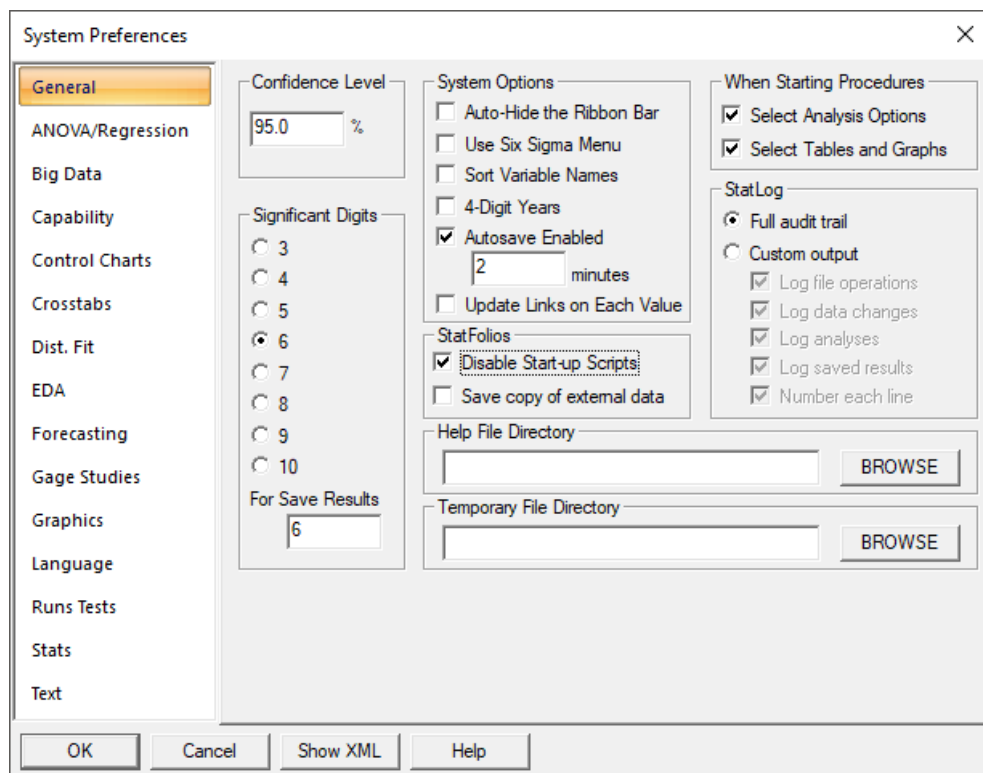 System Preferences
General
ANOVA/Regression
Big Data
Capability
Control Charts
Crosstabs
Dist. Fit
EDA
Forecasting
Gage Studies
Graphics
Language
Runs Tests
Stats
Text
Confidence Level
95.0 %
Significant Digits
3
4
5
6
7
8
9
10
For Save Results
6
System Options
Auto-Hide the Ribbon Bar
Use Six Sigma Menu
Sort Variable Names
4-Digit Years
Autosave Enabled
2 minutes
Update Links on Each Value
StatFolios
Disable Start-up Scripts
Save copy of external data
When Starting Procedures
Select Analysis Options
Select Tables and Graphs
StatLog
Full audit trail
Custom output
Log file operations
Log data changes
Log analyses
Log saved results
Number each line
Help File Directory
BROWSE
Temporary File Directory
BROWSE
OK
Cancel
Show XML
Help